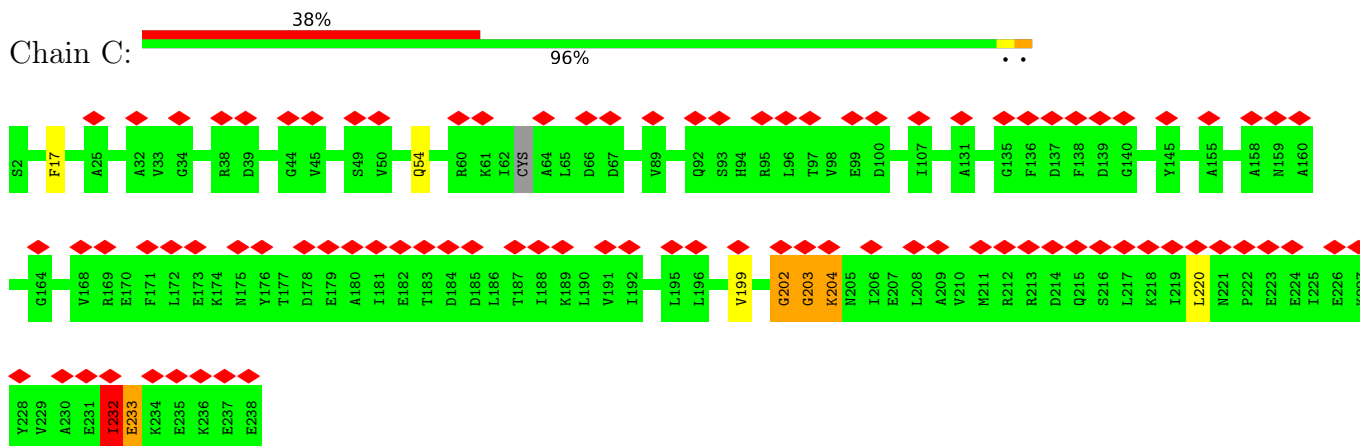 38%
Chain C:
96%
. .
S2 F17 A25 A32 V33 G34 R38 D39 G44 V45 S49 V50 Q54 R60 K61 I62 CYS A64 L65 D66 D67 V89 Q92 S93 H94 R95 L96 T97 V98 E99 D100 I107 A131 G135 F136 D137 F138 D139 G140 Y145 A155 A158 N159 A160
G164 V168 R169 E170 F171 L172 E173 K174 N175 Y176 T177 D178 E179 A180 I181 E182 T183 D184 D185 L186 T187 I188 K189 L190 V191 I192 L195 L196 V199 G202 G203 K204 N205 I206 E207 L208 A209 V210 M211 R212 R213 D214 Q215 S216 L217 K218 I219 L220 N221 P222 E223 E224 I225 E226 K227
Y228 V229 A230 E231 I232 E233 K234 E235 K236 E237 E238